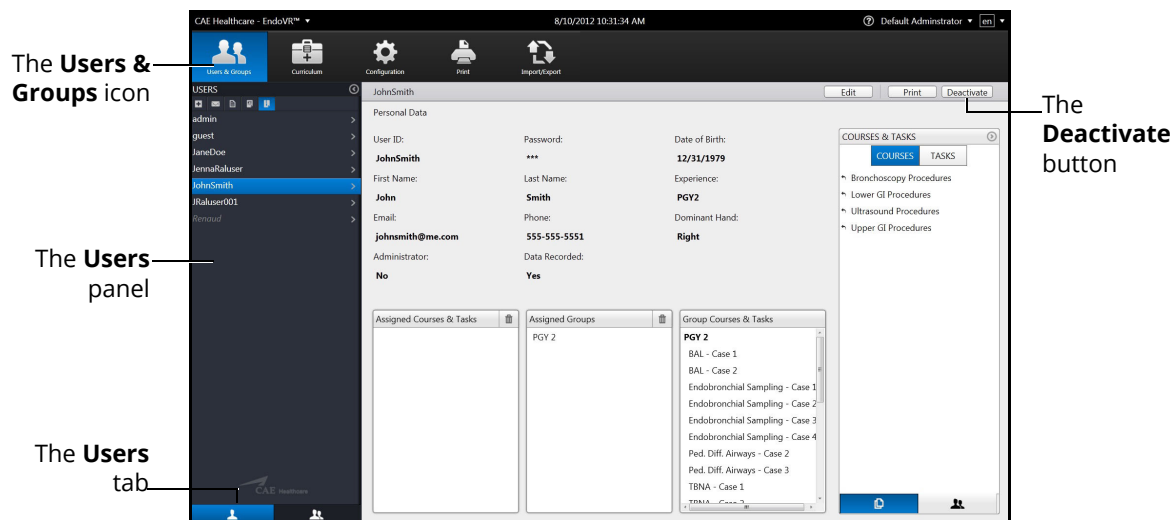 CAE Healthcare - EndoVR™
8/10/2012 10:31:34 AM
Default Adminstrator
en
The Users &
Groups icon
Users & Groups
Curriculum
Configuration
Print
Import/Export
USERS
admin
guest
JaneDoe
JennaRaluser
JohnSmith
JRaluser001
Renaud
The Users
panel
The Users
tab
CAE Healthcare
JohnSmith
Edit
Print
Deactivate
The
Deactivate
button
Personal Data
User ID:
Password:
Date of Birth:
JohnSmith
***
12/31/1979
First Name:
Last Name:
Experience:
John
Smith
PGY2
Email:
Phone:
Dominant Hand:
johnsmith@me.com
555-555-5551
Right
Administrator:
Data Recorded:
No
Yes
Assigned Courses & Tasks
Assigned Groups
PGY 2
Group Courses & Tasks
PGY 2
BAL - Case 1
BAL - Case 2
Endobronchial Sampling - Case 1
Endobronchial Sampling - Case 2
Endobronchial Sampling - Case 3
Endobronchial Sampling - Case 4
Ped. Diff. Airways - Case 2
Ped. Diff. Airways - Case 3
TBNA - Case 1
TBNA - Case 2
COURSES & TASKS
COURSES
TASKS
Bronchoscopy Procedures
Lower GI Procedures
Ultrasound Procedures
Upper GI Procedures